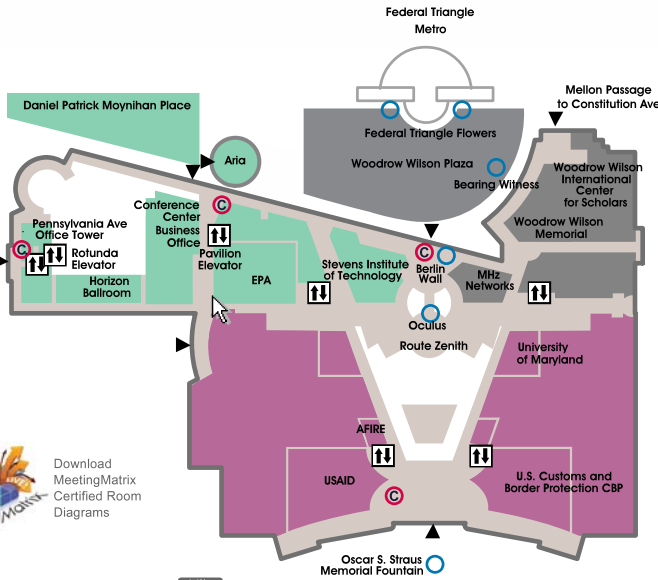 Federal Triangle
Metro
Mellon Passage
to Constitution Ave
Daniel Patrick Moynihan Place
Federal Triangle Flowers
Aria
Woodrow Wilson Plaza
Bearing Witness
Woodrow Wilson
International
Center
for Scholars
Conference
Center
Business
Office
C
Woodrow Wilson
Memorial
Pennsylvania Ave
Office Tower
C
Rotunda
Elevator
Pavilion
Elevator
C
Berlin
Wall
Stevens Institute
of Technology
MHz
Networks
Horizon
Ballroom
EPA
Oculus
Route Zenith
University
of Maryland
AFIRE
USAID
U.S. Customs and
Border Protection CBP
C
Download
MeetingMatrix
Certified Room
Diagrams
Matrix
Oscar S. Straus
Memorial Fountain